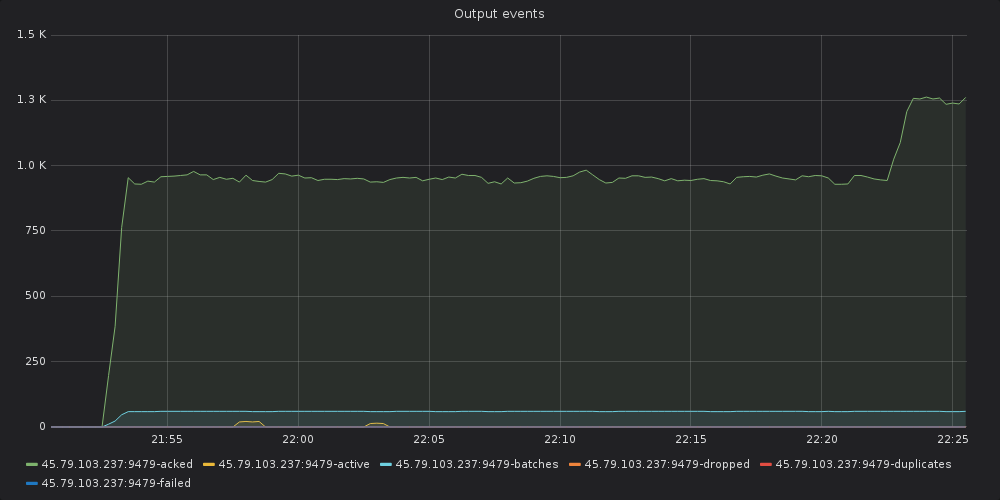 Output events
1.5 K
1.3 K
1.0 K
750
500
250
0
21:55 22:00 22:05 22:10 22:15 22:20 22:25
45.79.103.237:9479-acked 45.79.103.237:9479-active 45.79.103.237:9479-batches 45.79.103.237:9479-dropped 45.79.103.237:9479-duplicates
45.79.103.237:9479-failed